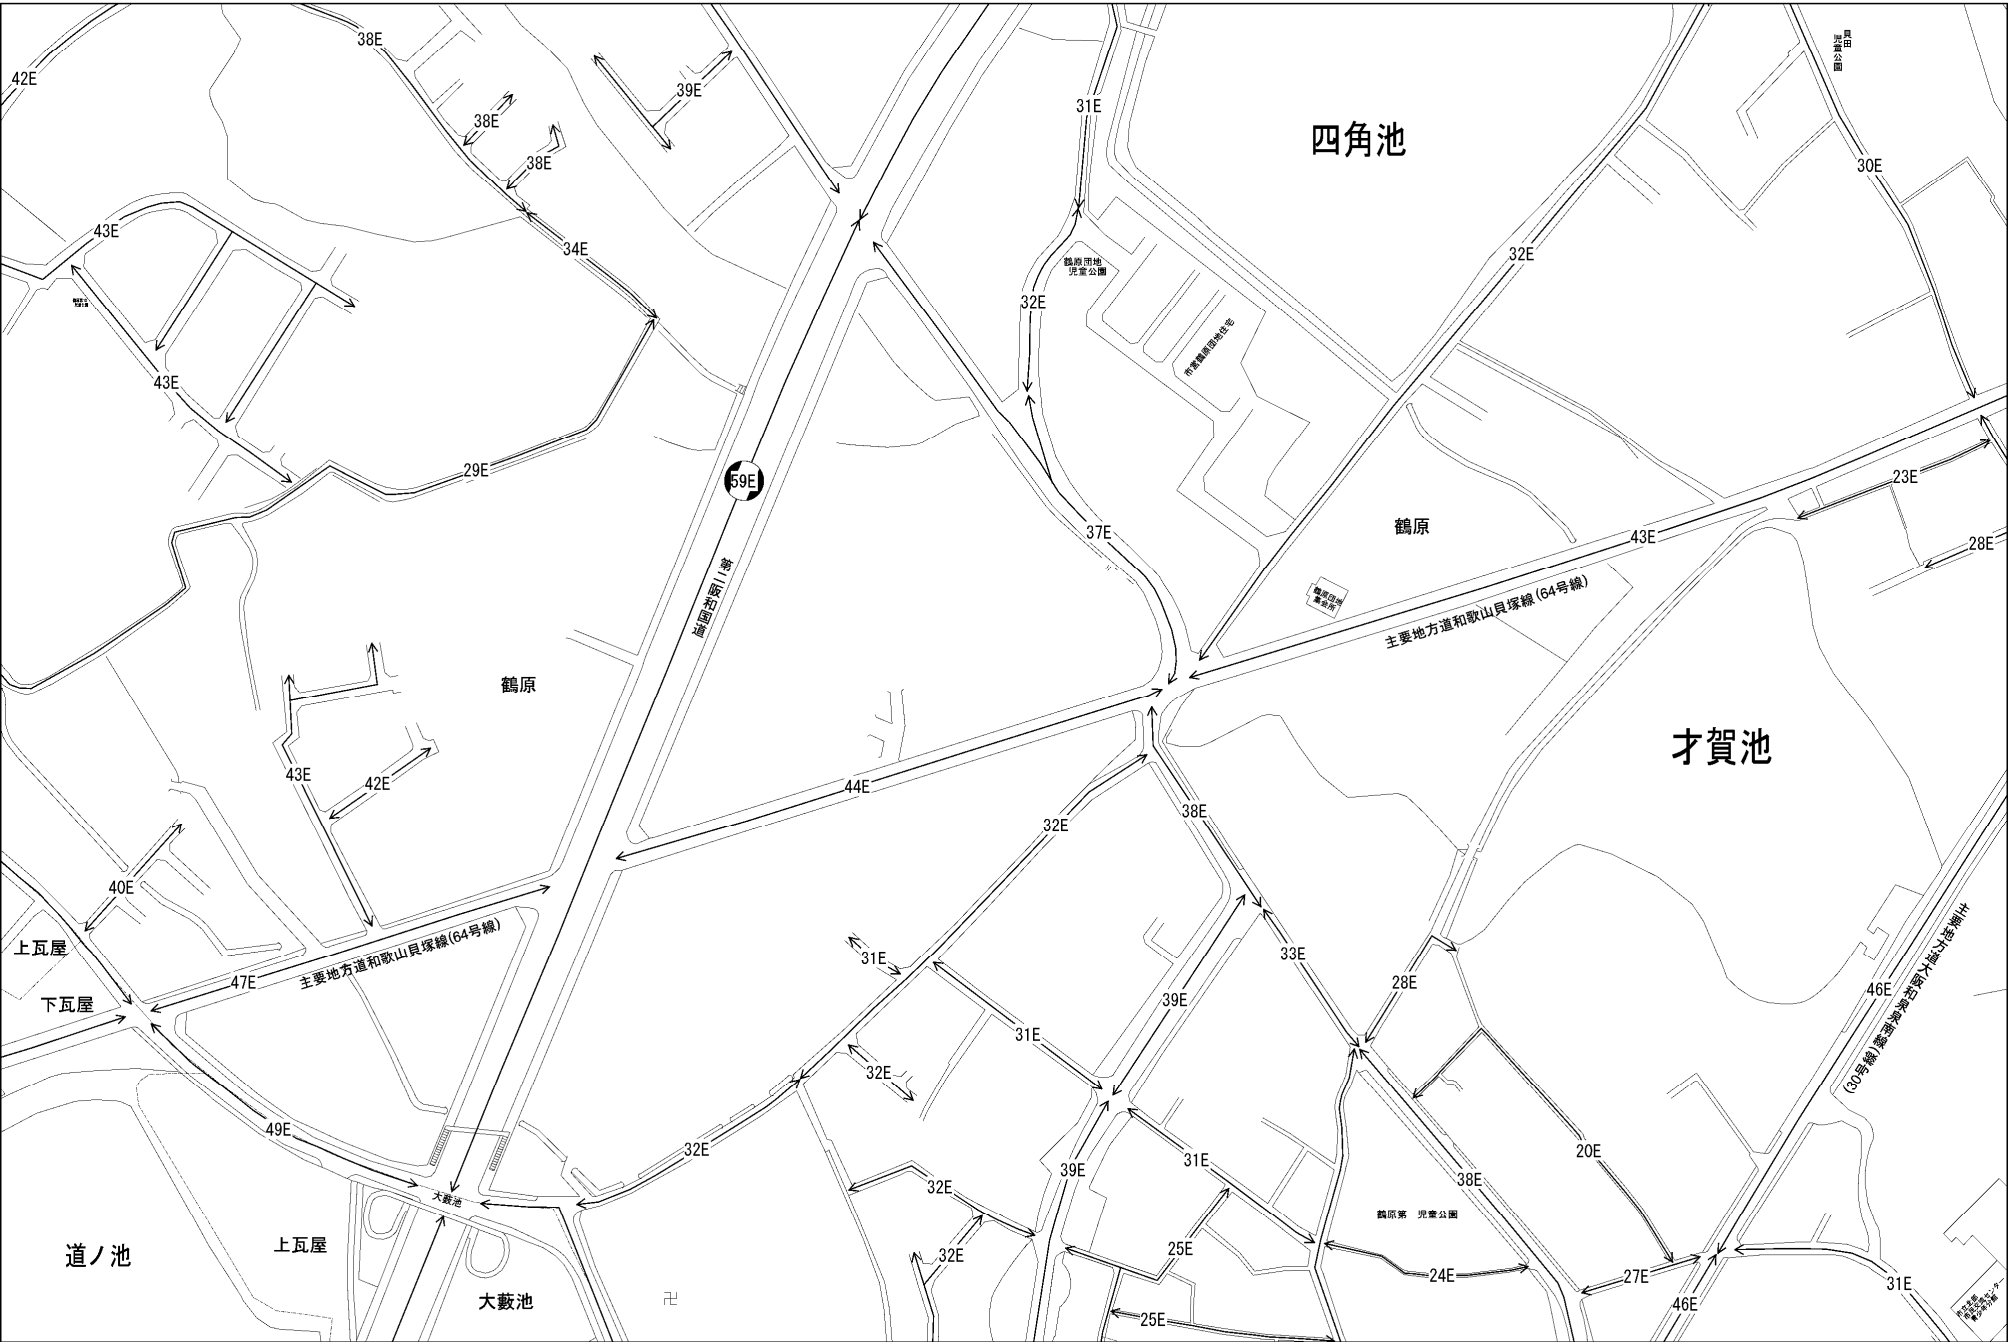 38E
貝田
児童公園
42E
39E
31E
38E
四角池
38E
30E
43E
34E
32E
鶴原団地
児童公園
32E
市営鶴原団地住宅
43E
29E
59E
23E
鶴原
37E
43E
28E
第二阪和国道
鶴原団地
集会所
主要地方道和歌山貝塚線(64号線)
鶴原
才賀池
43E
42E
44E
38E
32E
40E
主要地方道和歌山貝塚線(64号線)
上瓦屋
31E
33E
47E
28E
46E
主要地方道大阪和泉泉南線
(30号線)
下瓦屋
39E
31E
32E
49E
32E
20E
31E
39E
38E
32E
大藪池
鶴原第 児童公園
上瓦屋
道ノ池
32E
25E
24E
27E
31E
大藪池
卍
46E
25E